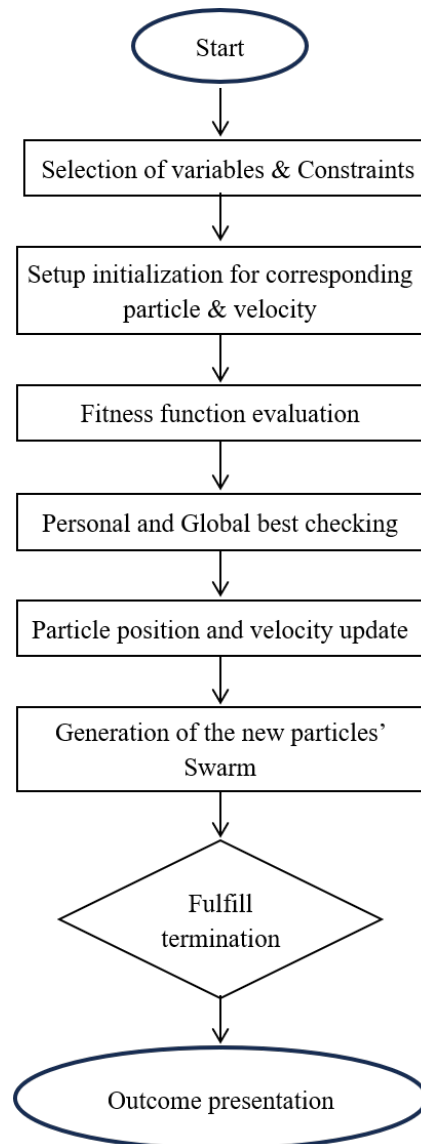 Start
Selection of variables & Constraints
Setup initialization for corresponding
particle & velocity
Fitness function evaluation
Personal and Global best checking
Particle position and velocity update
Generation of the new particles’
Swarm
Fulfill
termination
Outcome presentation